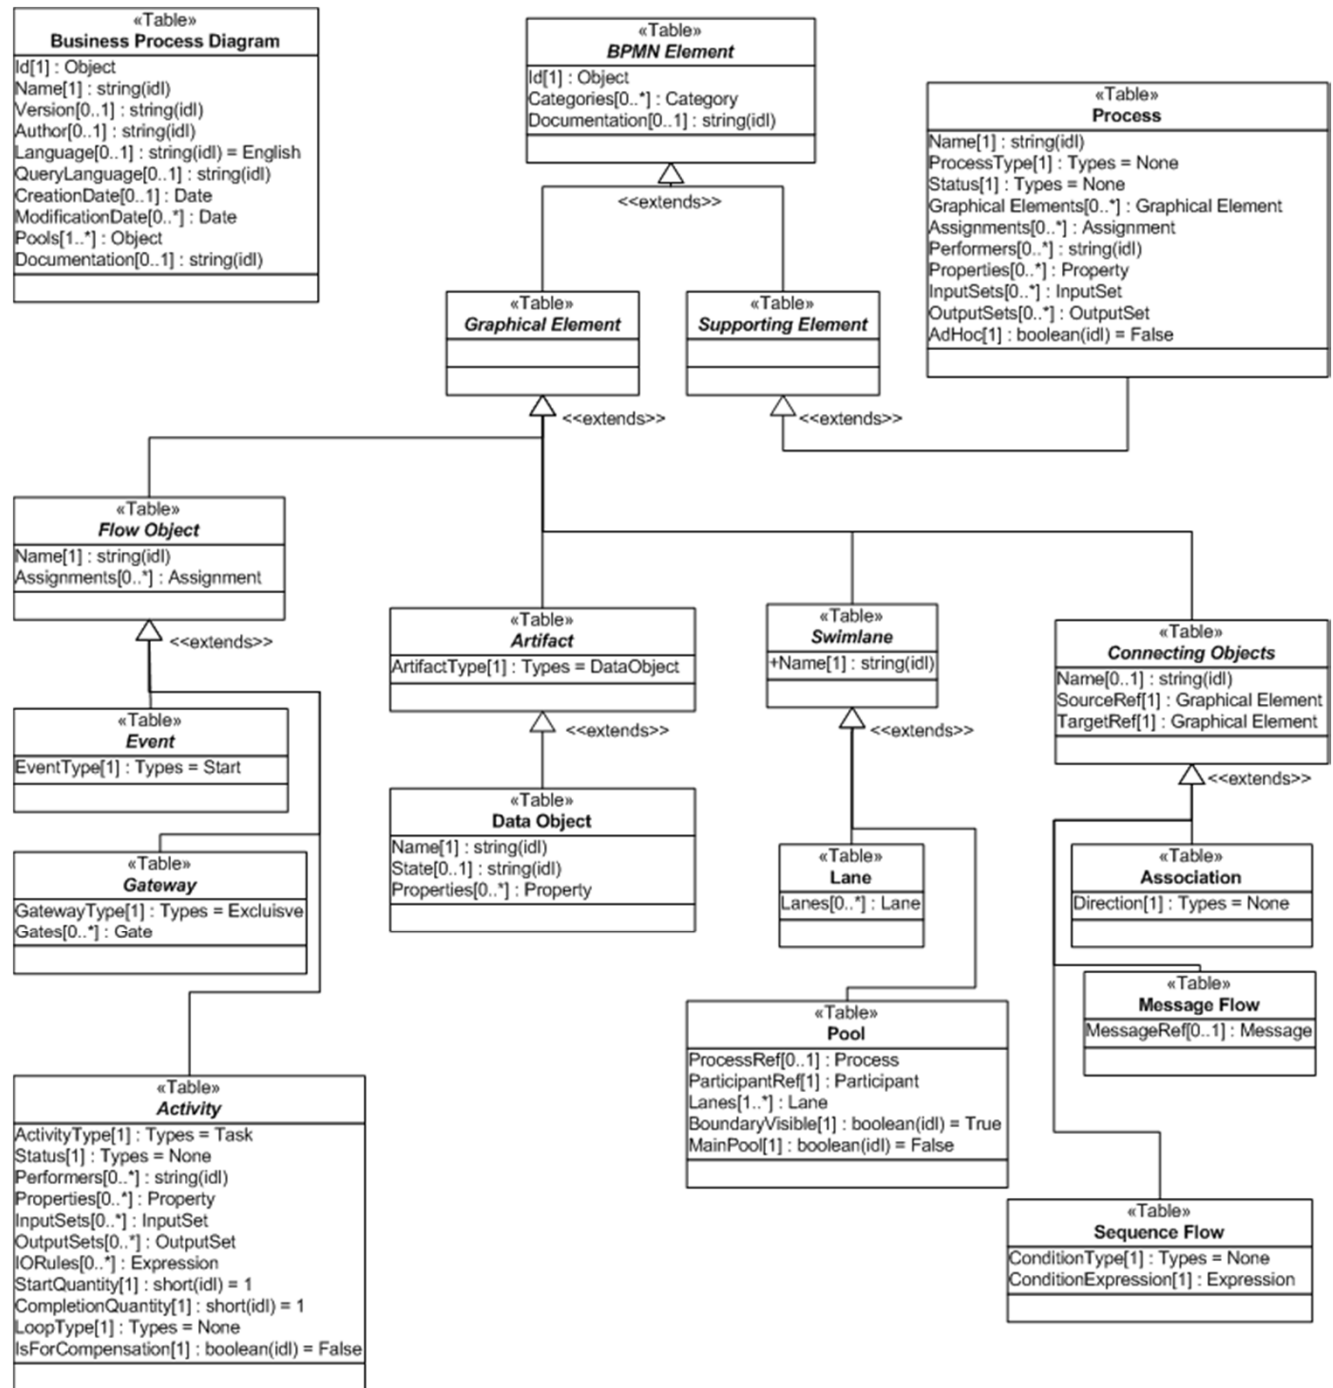 «Table»
Business Process Diagram
Id[1] : Object
Name[1] : string(idl)
Version[0..1] : string(idl)
Author[0..1] : string(idl)
Language[0..1] : string(idl) = English
QueryLanguage[0..1] : string(idl)
CreationDate[0..1] : Date
ModificationDate[0..*] : Date
Pools[1..*] : Object
Documentation[0..1] : string(idl)
«Table»
BPMN Element
Id[1] : Object
Categories[0..*] : Category
Documentation[0..1] : string(idl)
<<extends>>
«Table»
Process
Name[1] : string(idl)
ProcessType[1] : Types = None
Status[1] : Types = None
Graphical Elements[0..*] : Graphical Element
Assignments[0..*] : Assignment
Performers[0..*] : string(idl)
Properties[0..*] : Property
InputSets[0..*] : InputSet
OutputSets[0..*] : OutputSet
AdHoc[1] : boolean(idl) = False
«Table»
Graphical Element
<<extends>>
«Table»
Supporting Element
<<extends>>
«Table»
Flow Object
Name[1] : string(idl)
Assignments[0..*] : Assignment
<<extends>>
«Table»
Artifact
ArtifactType[1] : Types = DataObject
<<extends>>
«Table»
Swimlane
+Name[1] : string(idl)
<<extends>>
«Table»
Connecting Objects
Name[0..1] : string(idl)
SourceRef[1] : Graphical Element
TargetRef[1] : Graphical Element
<<extends>>
«Table»
Event
EventType[1] : Types = Start
«Table»
Data Object
Name[1] : string(idl)
State[0..1] : string(idl)
Properties[0..*] : Property
«Table»
Lane
Lanes[0..*] : Lane
«Table»
Association
Direction[1] : Types = None
«Table»
Gateway
GatewayType[1] : Types = Excluisve
Gates[0..*] : Gate
«Table»
Message Flow
MessageRef[0..1] : Message
«Table»
Pool
ProcessRef[0..1] : Process
ParticipantRef[1] : Participant
Lanes[1..*] : Lane
BoundaryVisible[1] : boolean(idl) = True
MainPool[1] : boolean(idl) = False
«Table»
Activity
ActivityType[1] : Types = Task
Status[1] : Types = None
Performers[0..*] : string(idl)
Properties[0..*] : Property
InputSets[0..*] : InputSet
OutputSets[0..*] : OutputSet
IORules[0..*] : Expression
StartQuantity[1] : short(idl) = 1
CompletionQuantity[1] : short(idl) = 1
LoopType[1] : Types = None
IsForCompensation[1] : boolean(idl) = False
«Table»
Sequence Flow
ConditionType[1] : Types = None
ConditionExpression[1] : Expression